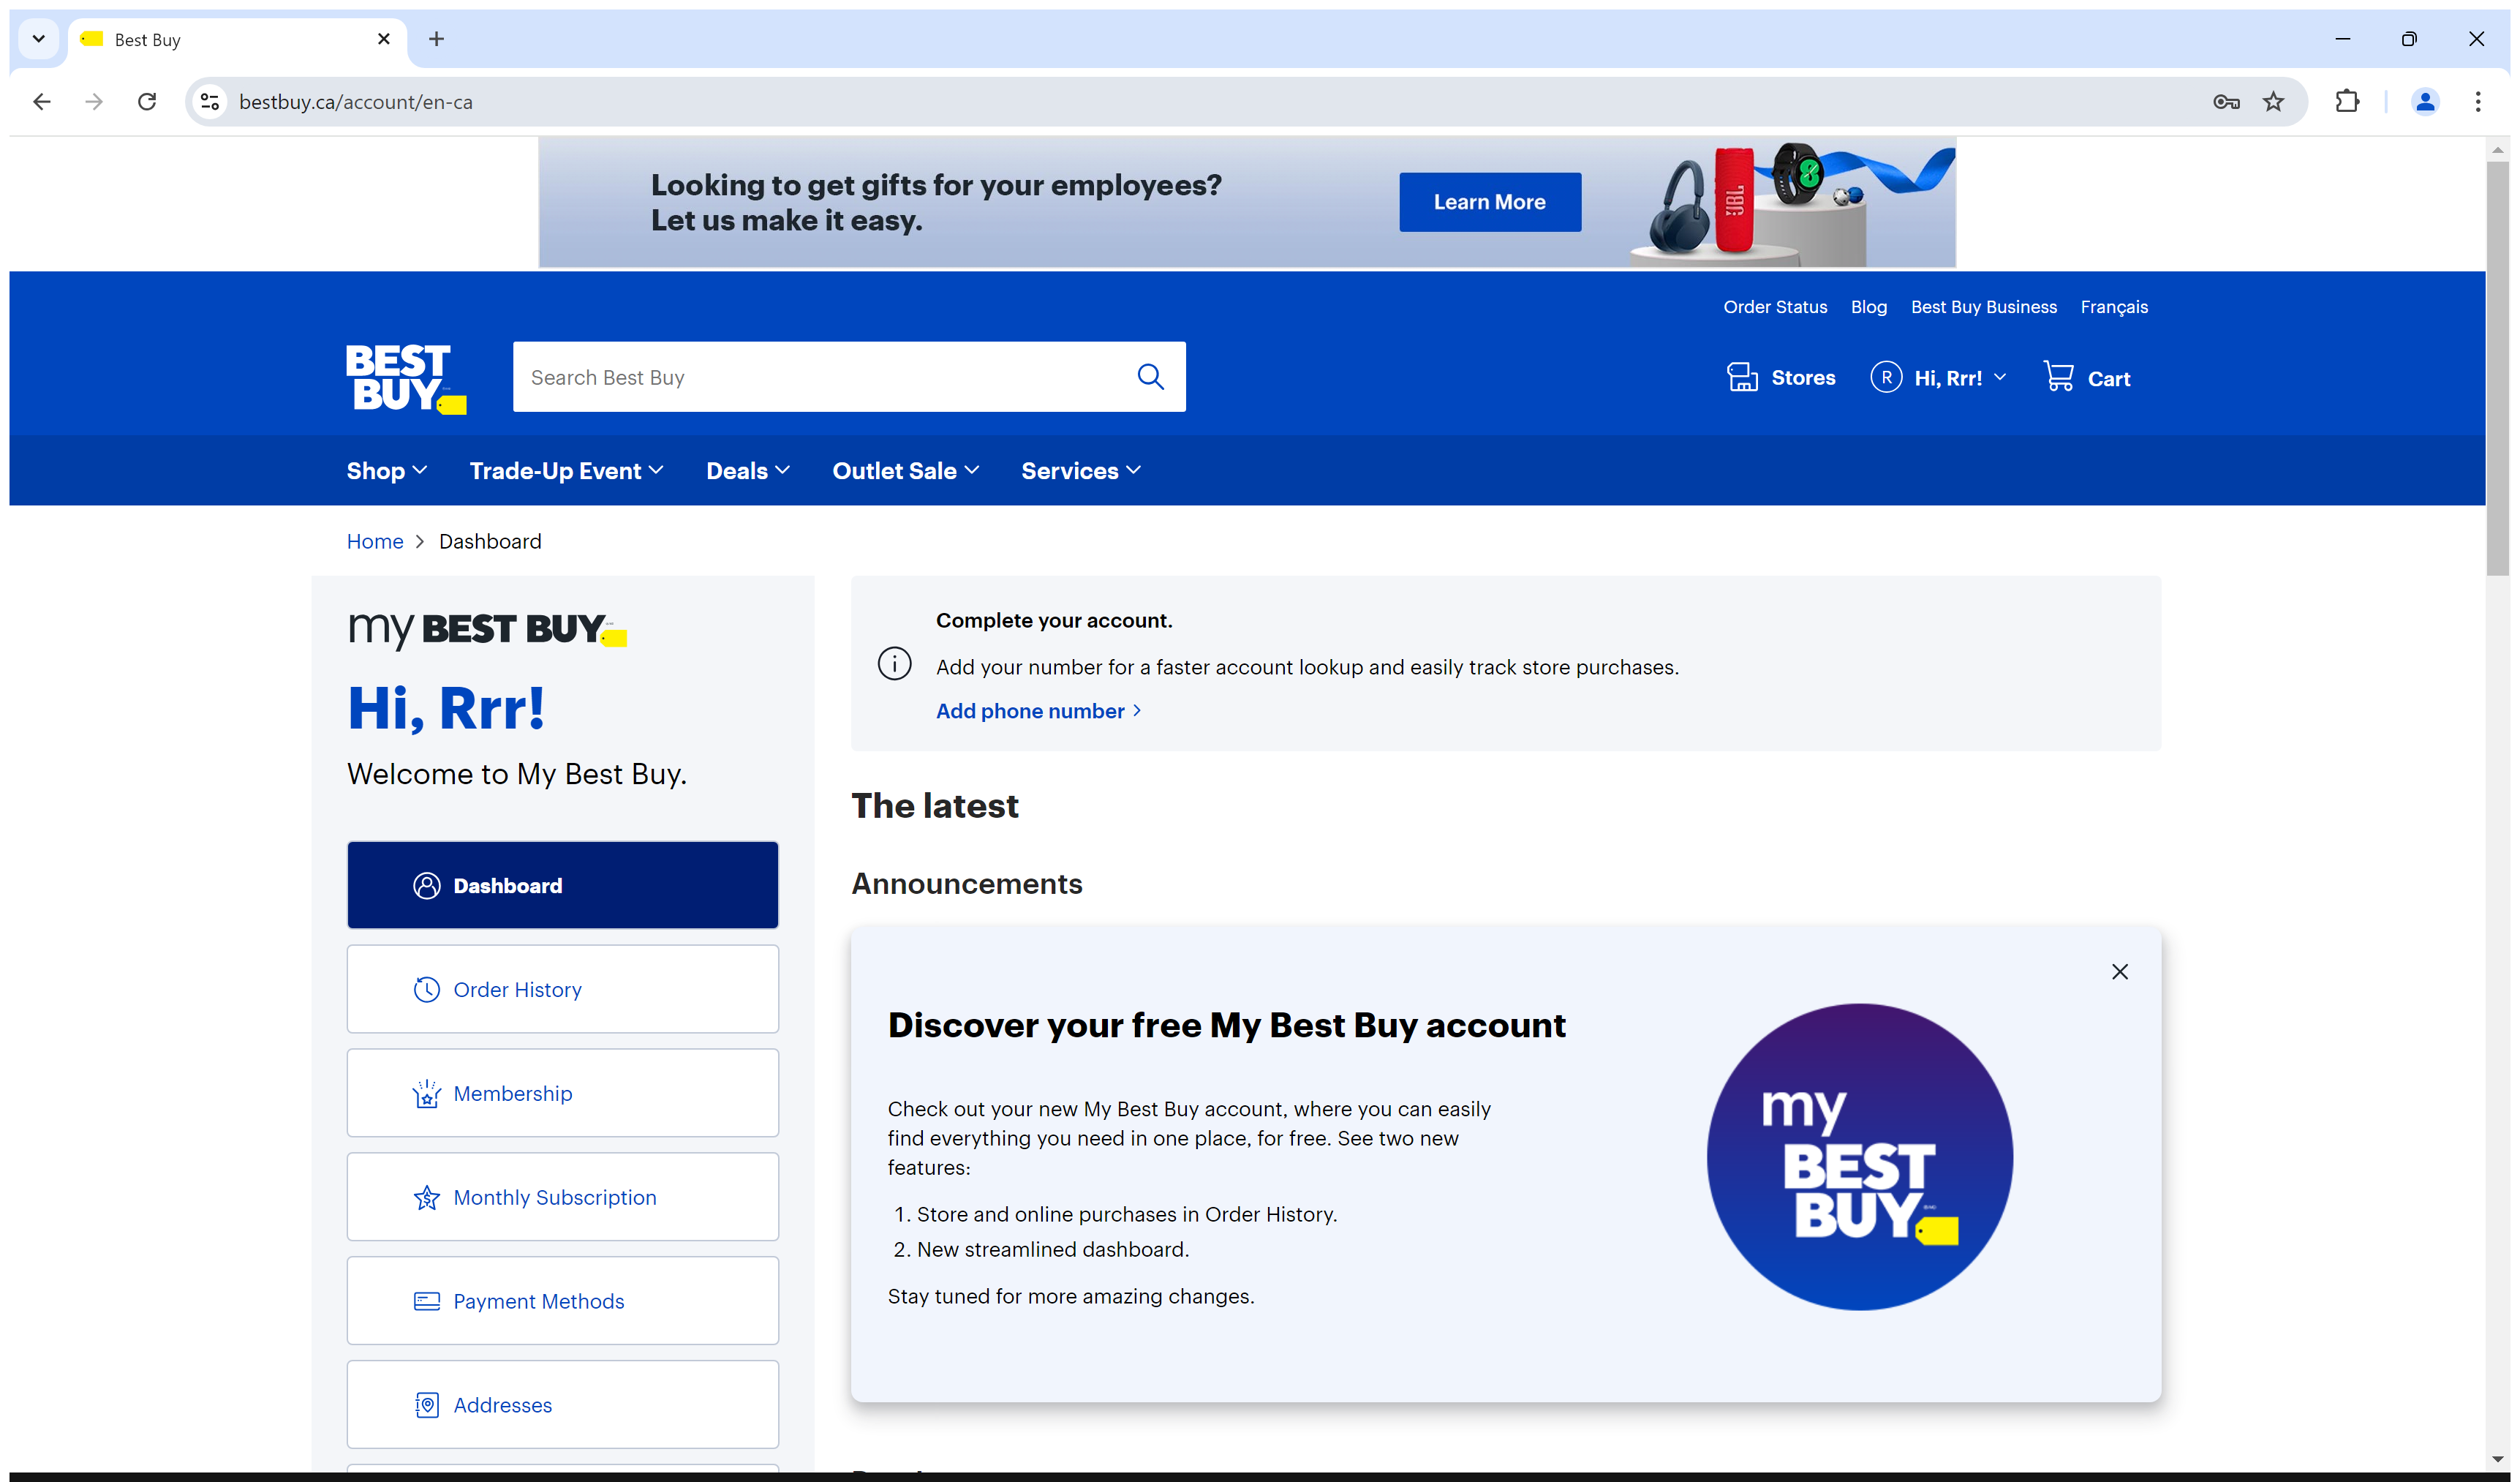 Best Buy
bestbuy.ca/account/en-ca
Looking to get gifts for your employees?
Let us make it easy.
Learn More
JBL
Order Status Blog Best Buy Business Français
BEST
BUY
Search Best Buy
Stores
R Hi, Rrr!
Cart
Shop Trade-Up Event Deals Outlet Sale Services
Home Dashboard
my BEST BUY
Hi, Rrr!
Welcome to My Best Buy.
Dashboard
Order History
Membership
Monthly Subscription
Payment Methods
Addresses
Complete your account.
Add your number for a faster account lookup and easily track store purchases.
Add phone number
The latest
Announcements
Discover your free My Best Buy account
Check out your new My Best Buy account, where you can easily
find everything you need in one place, for free. See two new
features:
1. Store and online purchases in Order History.
2. New streamlined dashboard.
Stay tuned for more amazing changes.
my
BEST
BUY